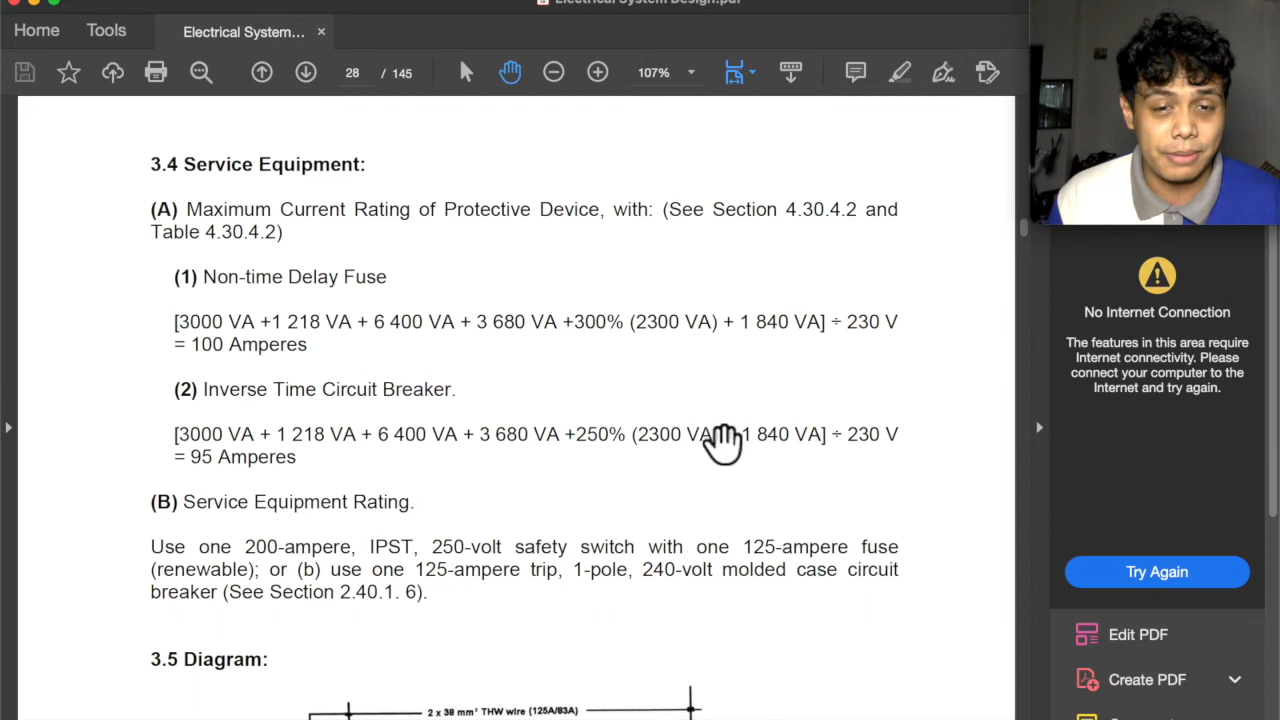 Electrical System Design.pdf
Home
Tools
Electrical System...
28 / 145
107%
3.4 Service Equipment:
(A) Maximum Current Rating of Protective Device, with: (See Section 4.30.4.2 and
Table 4.30.4.2)
(1) Non-time Delay Fuse
[3000 VA +1 218 VA + 6 400 VA + 3 680 VA +300% (2300 VA) + 1 840 VA] ÷ 230 V
= 100 Amperes
(2) Inverse Time Circuit Breaker.
[3000 VA + 1 218 VA + 6 400 VA + 3 680 VA +250% (2300 VA 1 840 VA] ÷ 230 V
= 95 Amperes
(B) Service Equipment Rating.
Use one 200-ampere, IPST, 250-volt safety switch with one 125-ampere fuse
(renewable); or (b) use one 125-ampere trip, 1-pole, 240-volt molded case circuit
breaker (See Section 2.40.1. 6).
3.5 Diagram:
2 x 38 mm² THW wire (125A/83A)
No Internet Connection
The features in this area require
Internet connectivity. Please
connect your computer to the
Internet and try again.
Try Again
Edit PDF
Create PDF